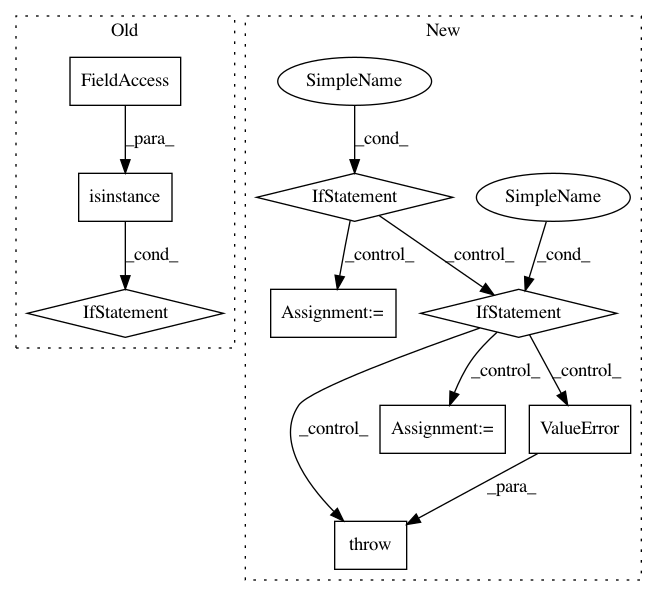 Old
New
FieldAccess
SimpleName
_para_
_cond_
isinstance
IfStatement
SimpleName
_cond_
_control_
_control_
_cond_
IfStatement
Assignment:=
IfStatement
_control_
_control_
_control_
Assignment:=
ValueError
_para_
throw